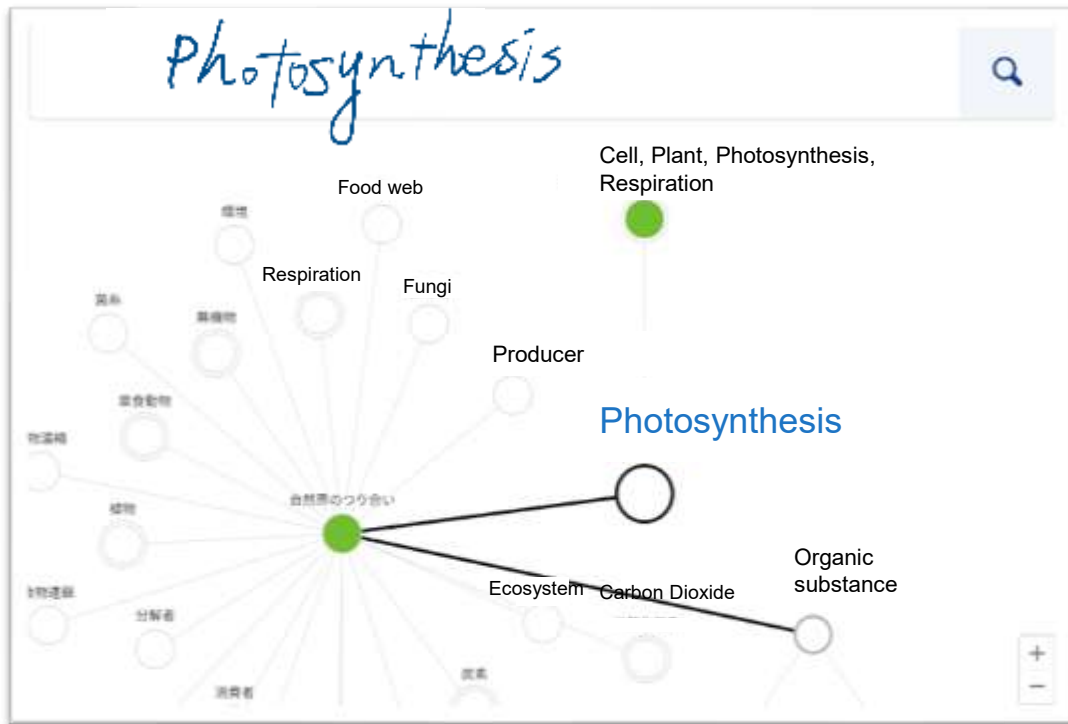 Photosynthesis
Cell, Plant, Photosynthesis,
Respiration
Food web
環境
Respiration
Fungi
菌糸
無機物
Producer
草食動物
Photosynthesis
物濃縮
植物
自然界のつり合い
Organic
substance
Ecosystem
Carbon Dioxide
物連鎖
分解者
炭素
消費者
+
−